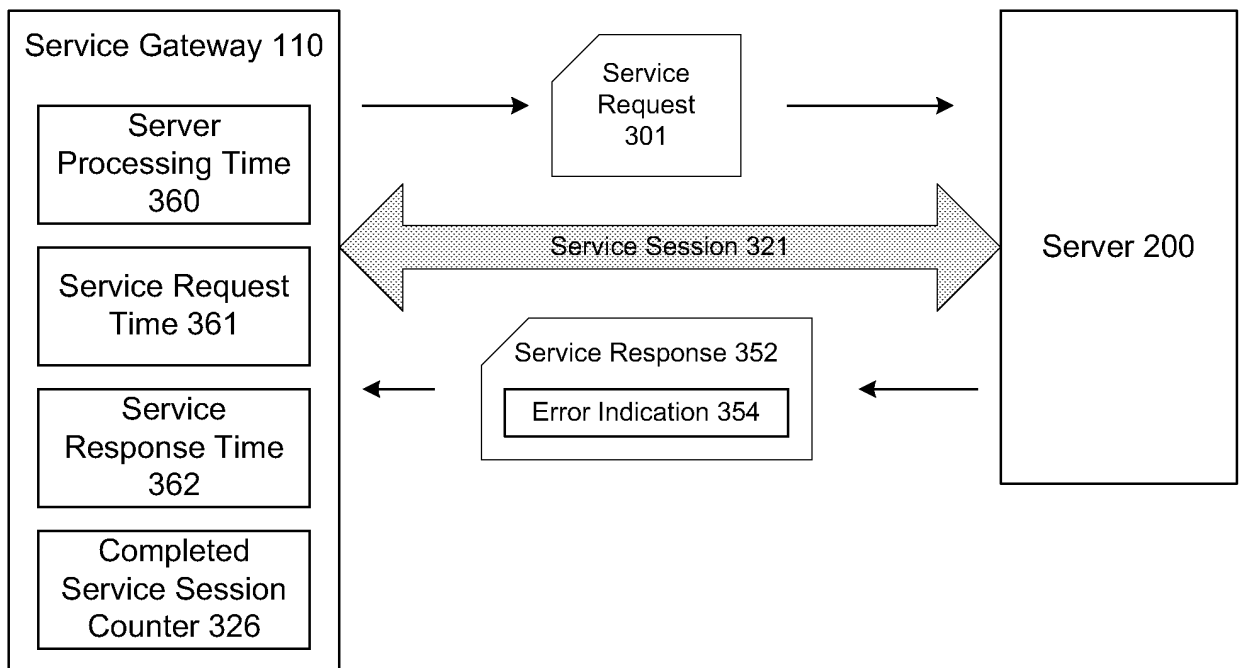 Service Gateway 110
Server
Processing Time
360
Service Request
Time 361
Service
Response Time
362
Completed
Service Session
Counter 326
Service
Request
301
Service Session 321
Service Response 352
Error Indication 354
Server 200